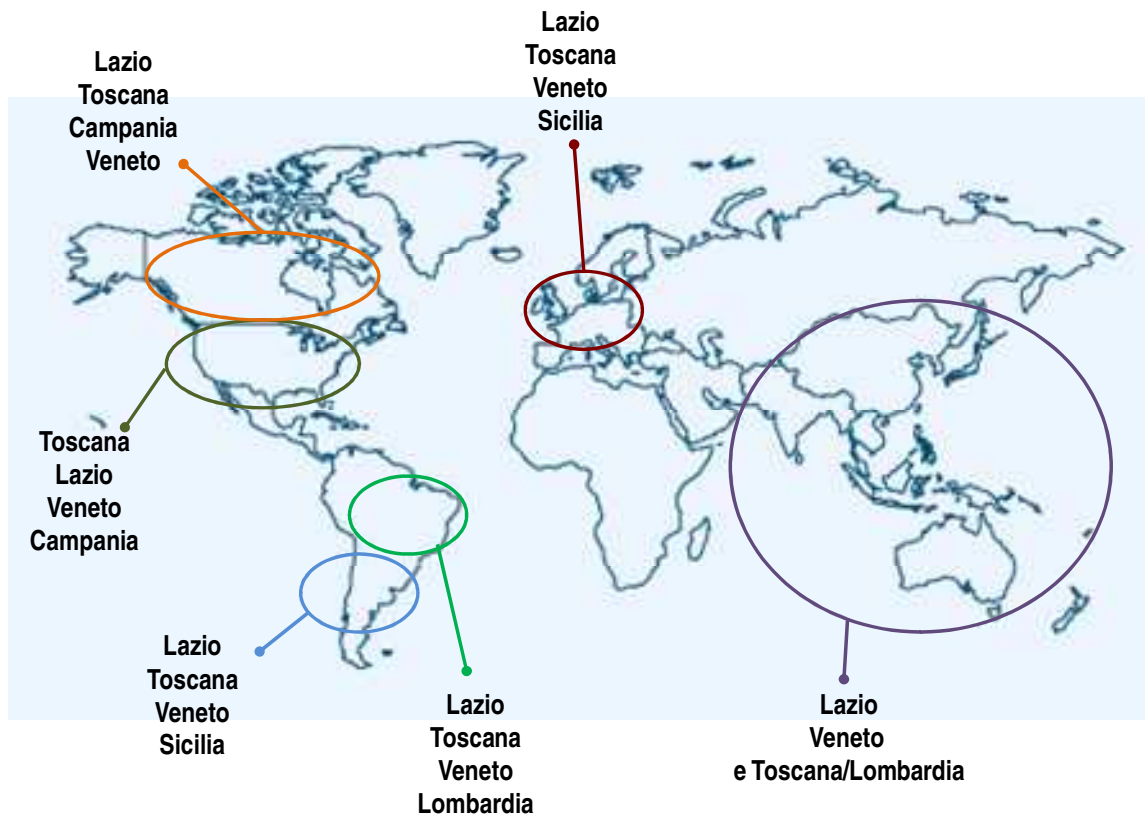 Lazio
Toscana
Veneto
Sicilia
Lazio
Toscana
Campania
Veneto
Toscana
Lazio
Veneto
Campania
Lazio
Toscana
Veneto
Sicilia
Lazio
Toscana
Veneto
Lombardia
Lazio
Veneto
e Toscana/Lombardia